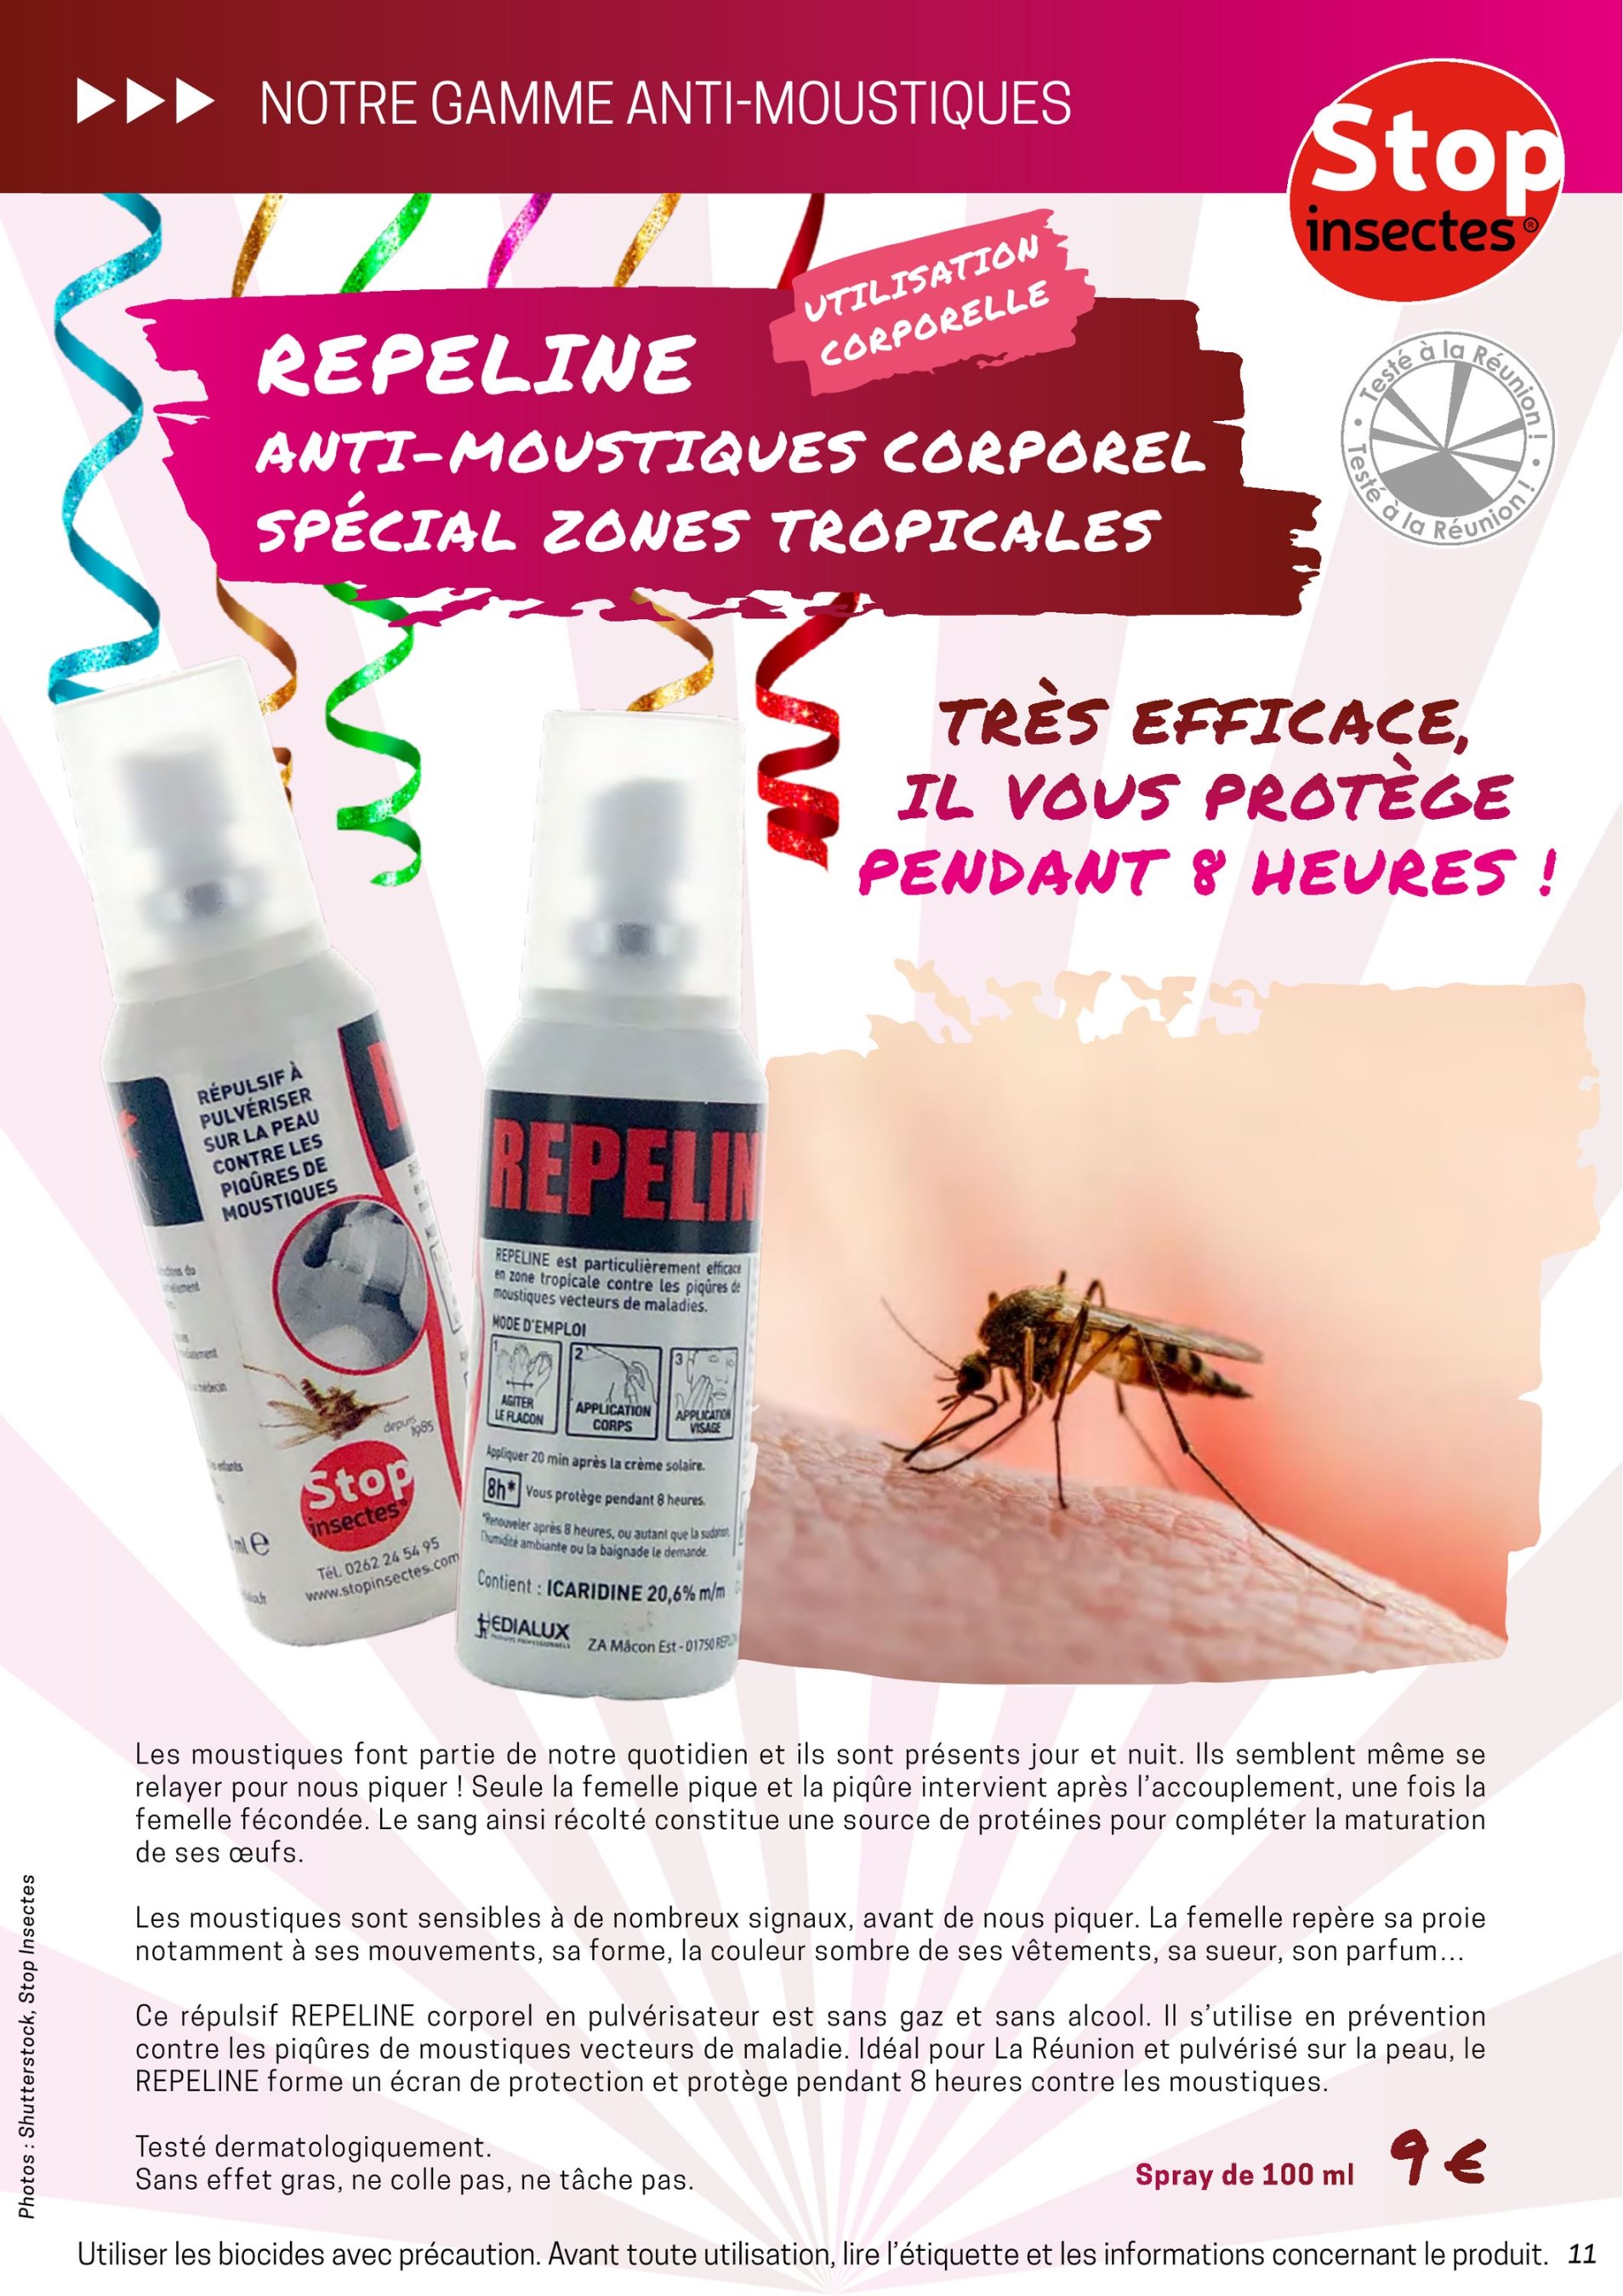 NOTRE GAMME ANTI-MOUSTIQUES
Stop
insectes®
UTILISATION
CORPORELLE
REPELINE
ANTI-MOUSTIQUES CORPOREL
SPÉCIAL ZONES TROPICALES
Testé à la Réunion ! • Testé à la Réunion ! •
TRÈS EFFICACE,
IL VOUS PROTÈGE
PENDANT 8 HEURES !
RÉPULSIF À
PULVÉRISER
SUR LA PEAU
CONTRE LES
PIQÛRES DE
MOUSTIQUES
depuis
1985
Stop
insectes
ml e
Tél. 0262 24 54 95
www.stopinsectes.com
REPELIN
REPELINE est particulièrement efficace
en zone tropicale contre les piqûres de
moustiques vecteurs de maladies.
MODE D'EMPLOI
1
AGITER
LE FLACON
2
APPLICATION
CORPS
3
APPLICATION
VISAGE
Appliquer 20 min après la crème solaire.
8h* Vous protège pendant 8 heures.
*Renouveler après 8 heures, ou autant que la sudation,
l'humidité ambiante ou la baignade le demande.
Contient : ICARIDINE 20,6% m/m
EDIALUX
ZA Mâcon Est - 01750
Les moustiques font partie de notre quotidien et ils sont présents jour et nuit. Ils semblent même se
relayer pour nous piquer ! Seule la femelle pique et la piqûre intervient après l'accouplement, une fois la
femelle fécondée. Le sang ainsi récolté constitue une source de protéines pour compléter la maturation
de ses œufs.
Les moustiques sont sensibles à de nombreux signaux, avant de nous piquer. La femelle repère sa proie
notamment à ses mouvements, sa forme, la couleur sombre de ses vêtements, sa sueur, son parfum...
Ce répulsif REPELINE corporel en pulvérisateur est sans gaz et sans alcool. Il s'utilise en prévention
contre les piqûres de moustiques vecteurs de maladie. Idéal pour La Réunion et pulvérisé sur la peau, le
REPELINE forme un écran de protection et protège pendant 8 heures contre les moustiques.
Testé dermatologiquement.
Sans effet gras, ne colle pas, ne tâche pas.
Spray de 100 ml 9 €
Photos : Shutterstock, Stop Insectes
Utiliser les biocides avec précaution. Avant toute utilisation, lire l'étiquette et les informations concernant le produit. 11